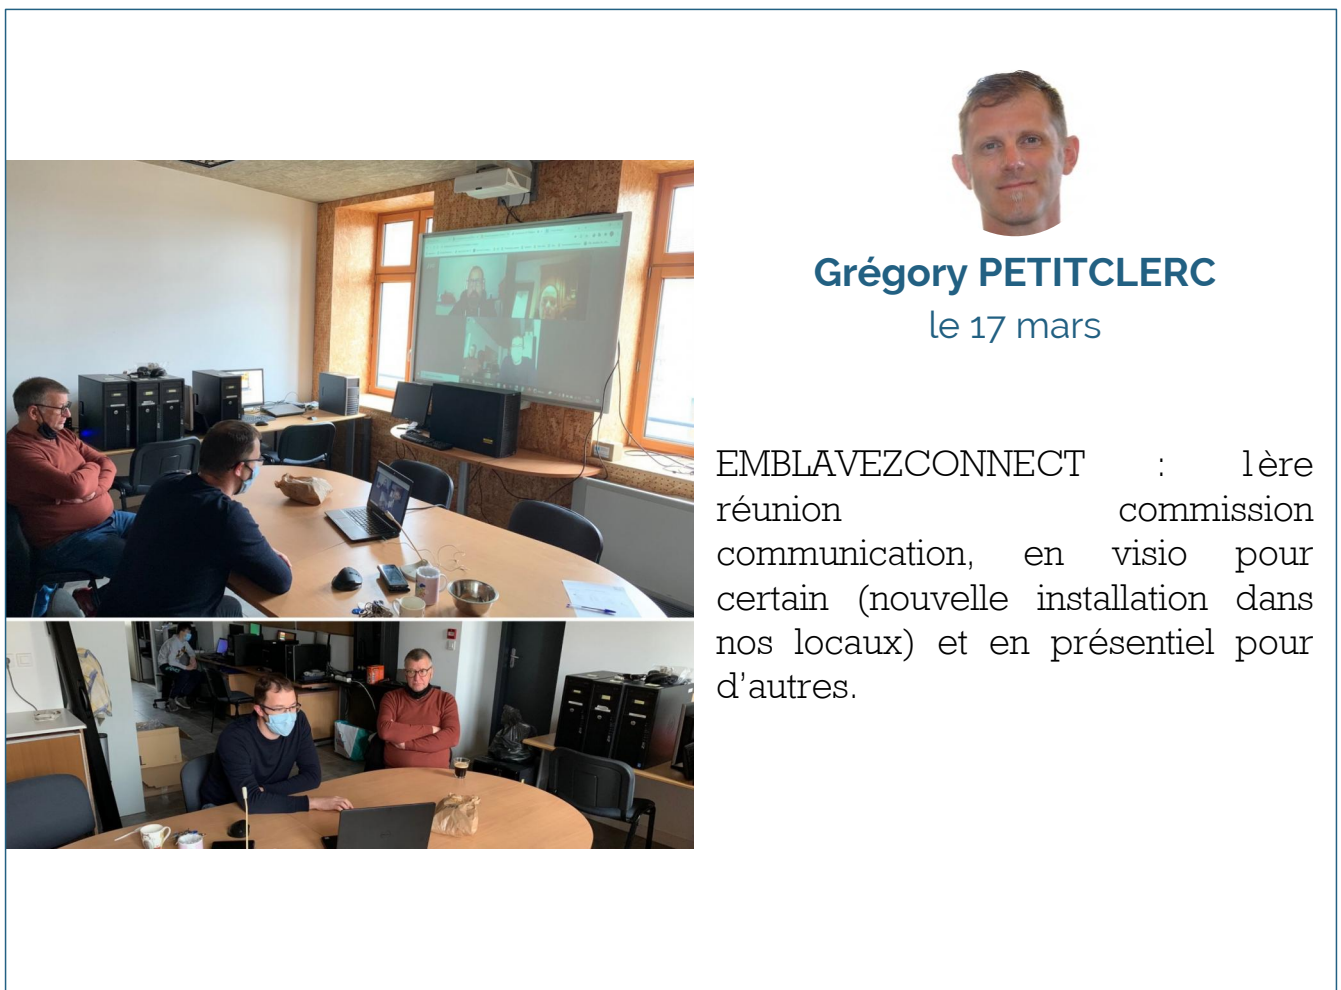 Grégory PETITCLERC
le 17 mars
EMBLAVEZCONNECT : 1ère
réunion commission
communication, en visio pour
certain (nouvelle installation dans
nos locaux) et en présentiel pour
d'autres.